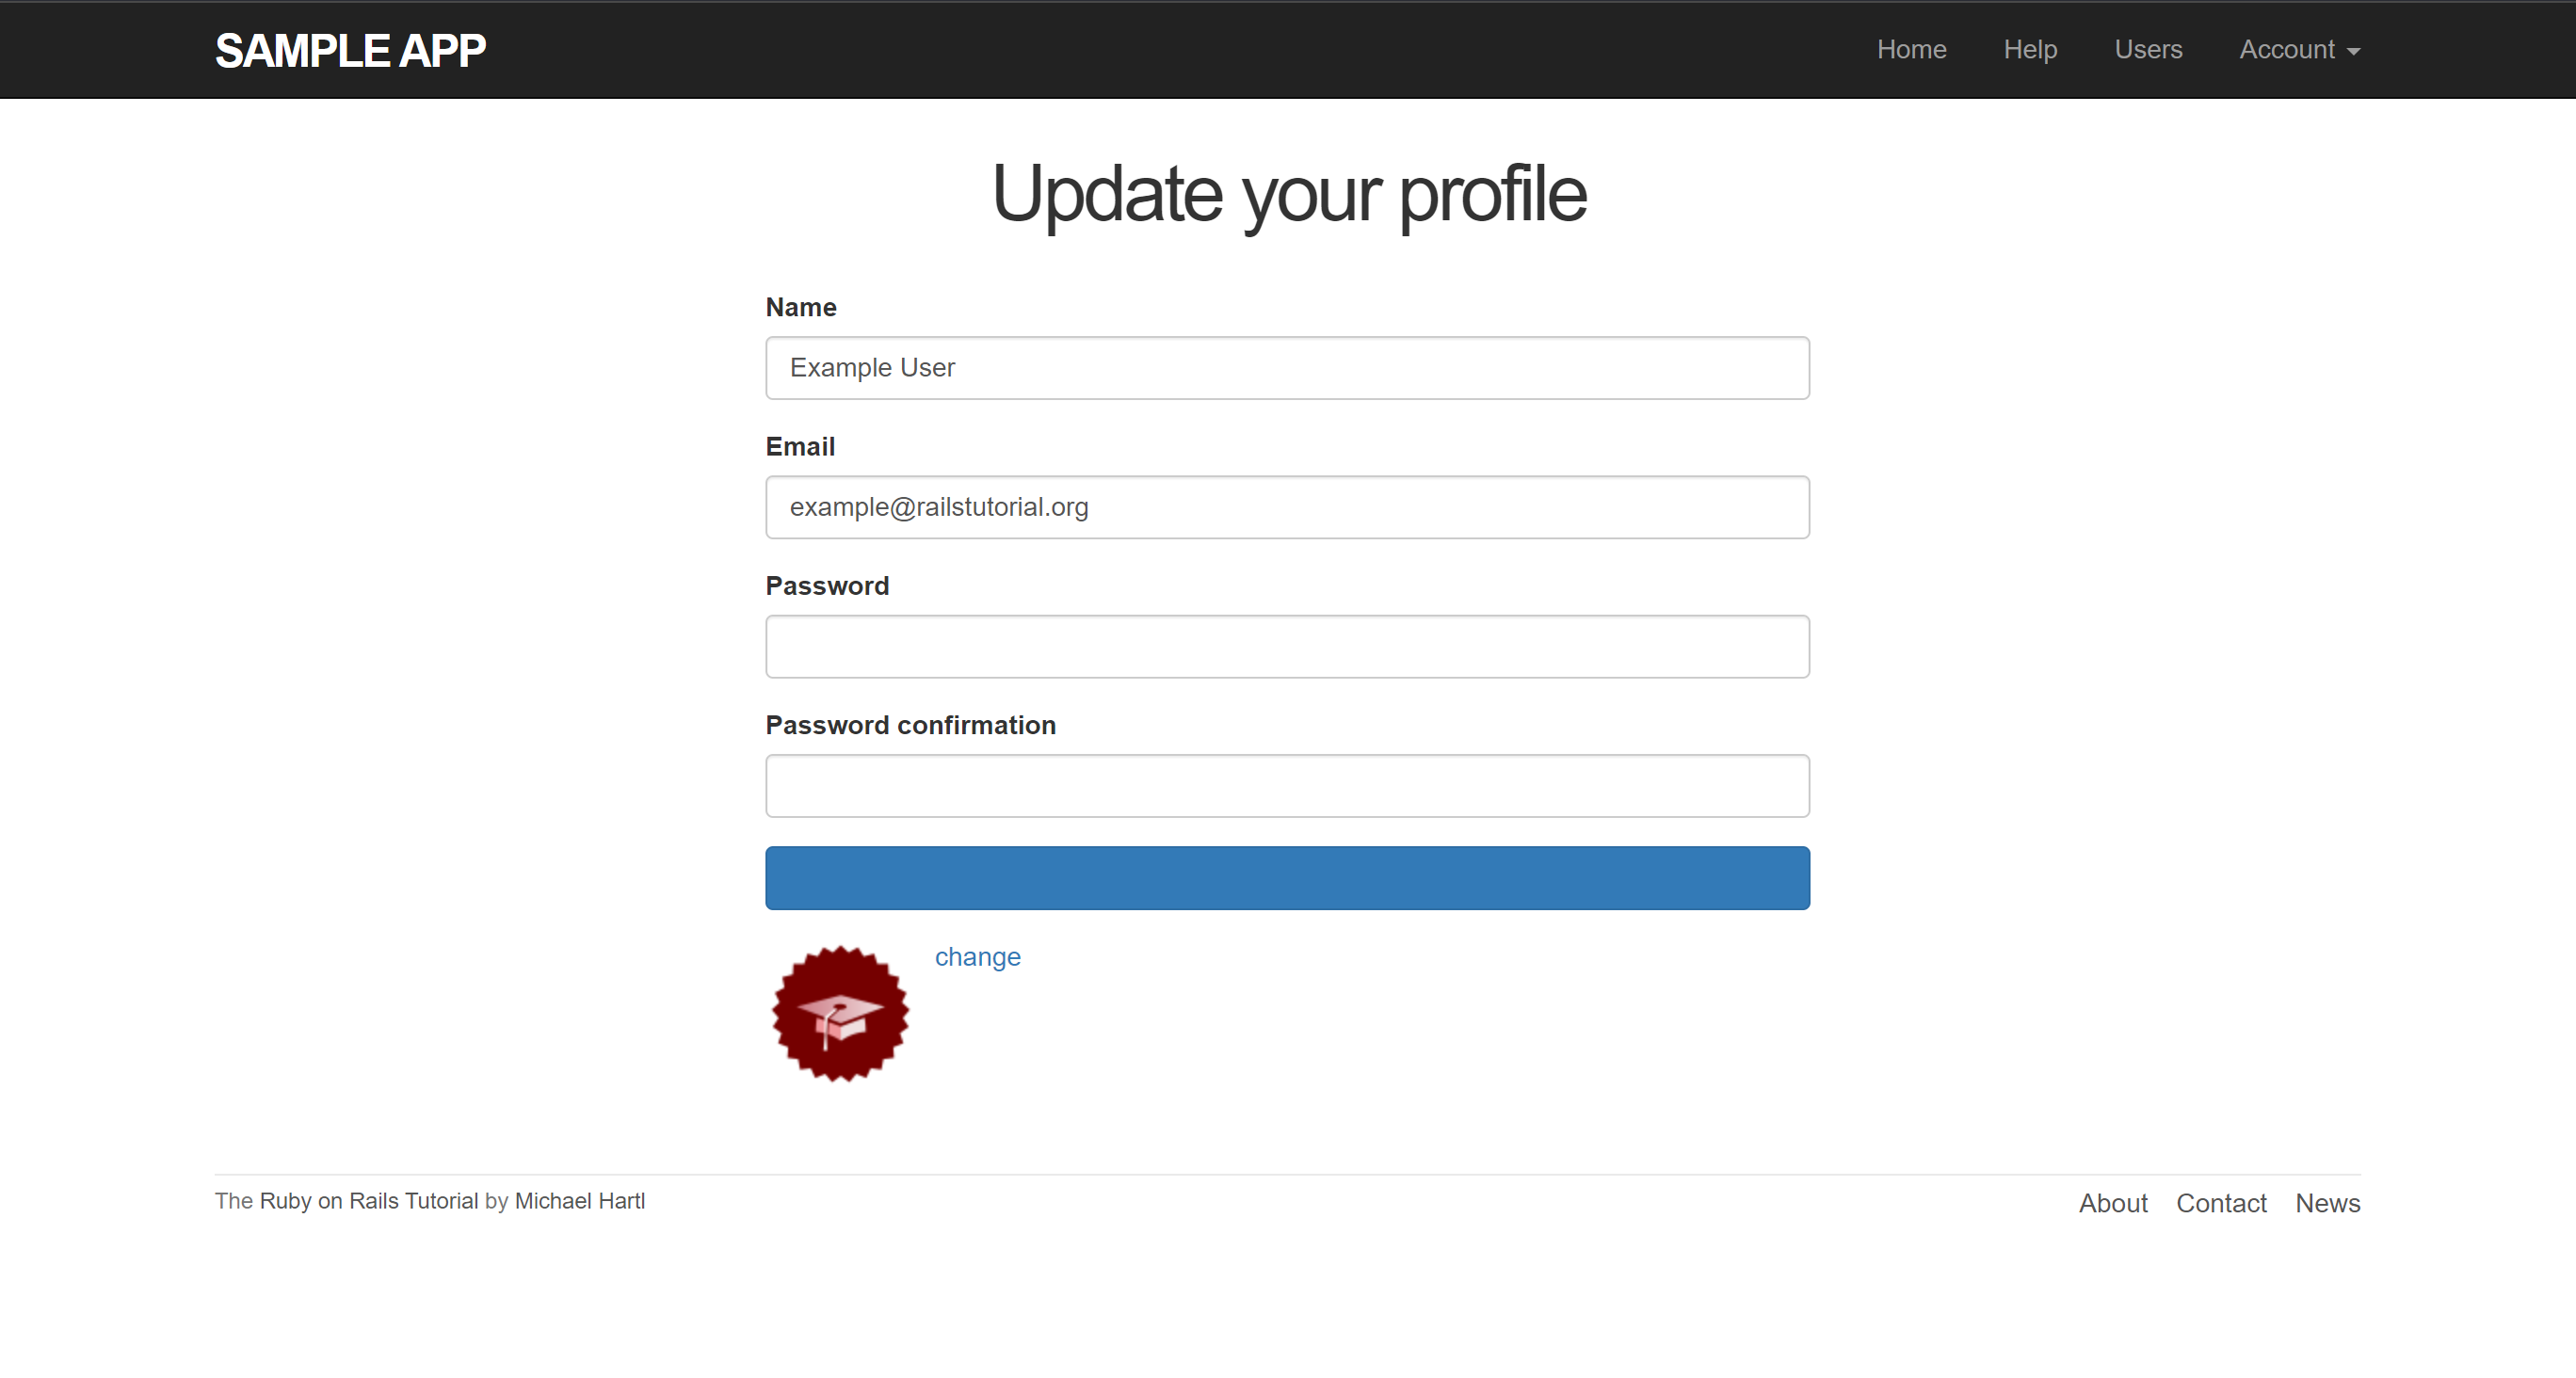 SAMPLE APP
Home Help Users Account
Update your profile
Name
Example User
Email
example@railstutorial.org
Password
Password confirmation
change
The Ruby on Rails Tutorial by Michael Hartl
About Contact News